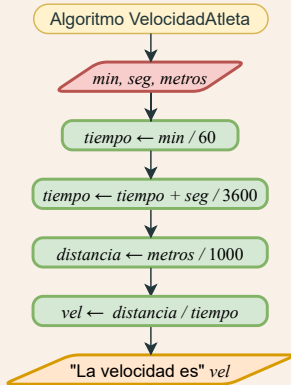 Algoritmo VelocidadAtleta
min, seg, metros
tiempo ← min / 60
tiempo ← tiempo + seg / 3600
distancia ← metros / 1000
vel ← distancia / tiempo
"La velocidad es" vel